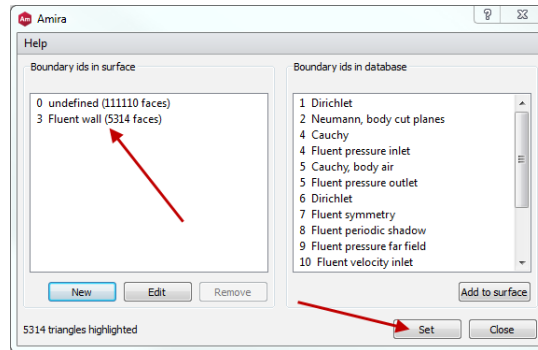 Am Amira
Help
Boundary ids in surface
0 undefined (111110 faces)
3 Fluent wall (5314 faces)
New Edit Remove
5314 triangles highlighted
Boundary ids in database
1 Dirichlet
2 Neumann, body cut planes
4 Cauchy
4 Fluent pressure inlet
5 Cauchy, body air
5 Fluent pressure outlet
6 Dirichlet
7 Fluent symmetry
8 Fluent periodic shadow
9 Fluent pressure far field
10 Fluent velocity inlet
Add to surface
Set Close